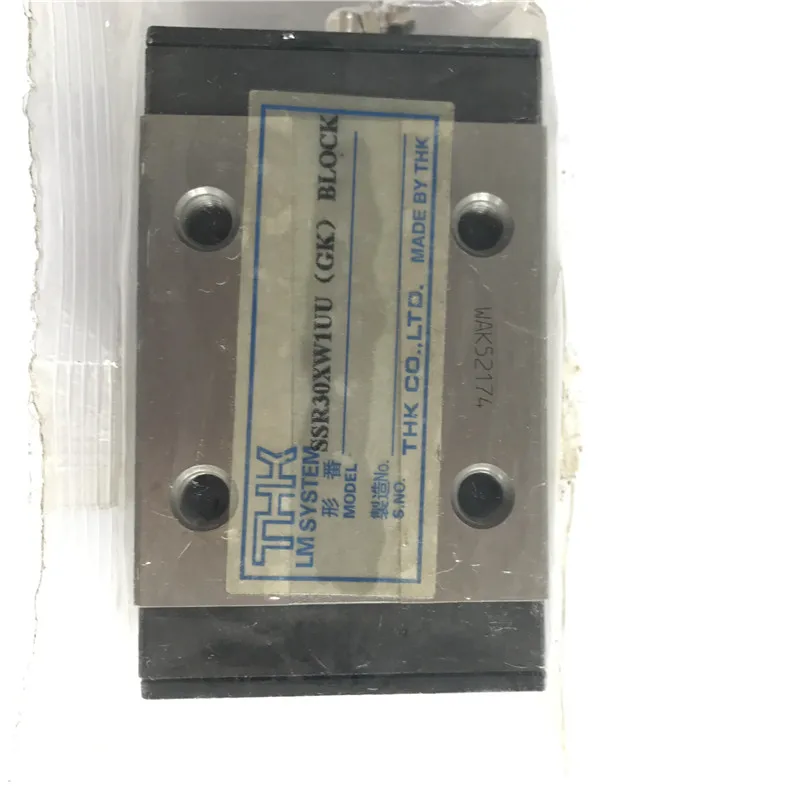 THK
LM SYSTEM
形 番
MODEL
SSR30XW1UU (GK) BLOCK
製造No.
S.NO.
THK CO.,LTD. MADE BY THK
WAK52174